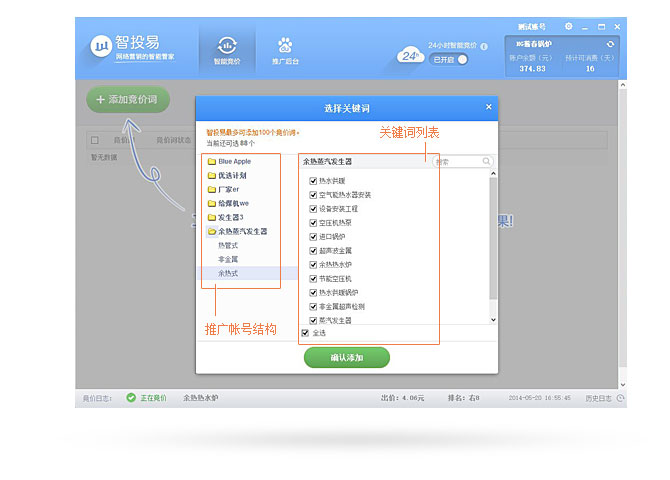 智投易
网络营销的智能管家
智能竞价
推广后台
24h
24小时智能竞价
已开启
测试账号
账户余额（元）
预计可消费（天）
374.83
16
+ 添加竞价词
竞价词状态
暂无数据
选择关键词
智投易最多可添加100个竞价词。
当前还可选 88个
关键词列表
Blue Apple
优选计划
厂家er
给煤机we
发生器3
余热蒸汽发生器
热管式
非金属
余热式
推广帐号结构
余热蒸汽发生器
搜索
热水供暖
空气能热水器安装
设备安装工程
空压机热泵
进口锅炉
超声波金属
余热热水炉
节能空压机
热水供暖锅炉
非金属超声检测
蒸汽发生器
全选
确认添加
果!
竞价日志：
正在竞价
余热热水炉
出价：4.06元
排名：右8
2014-05-20 16:55:45
历史日志